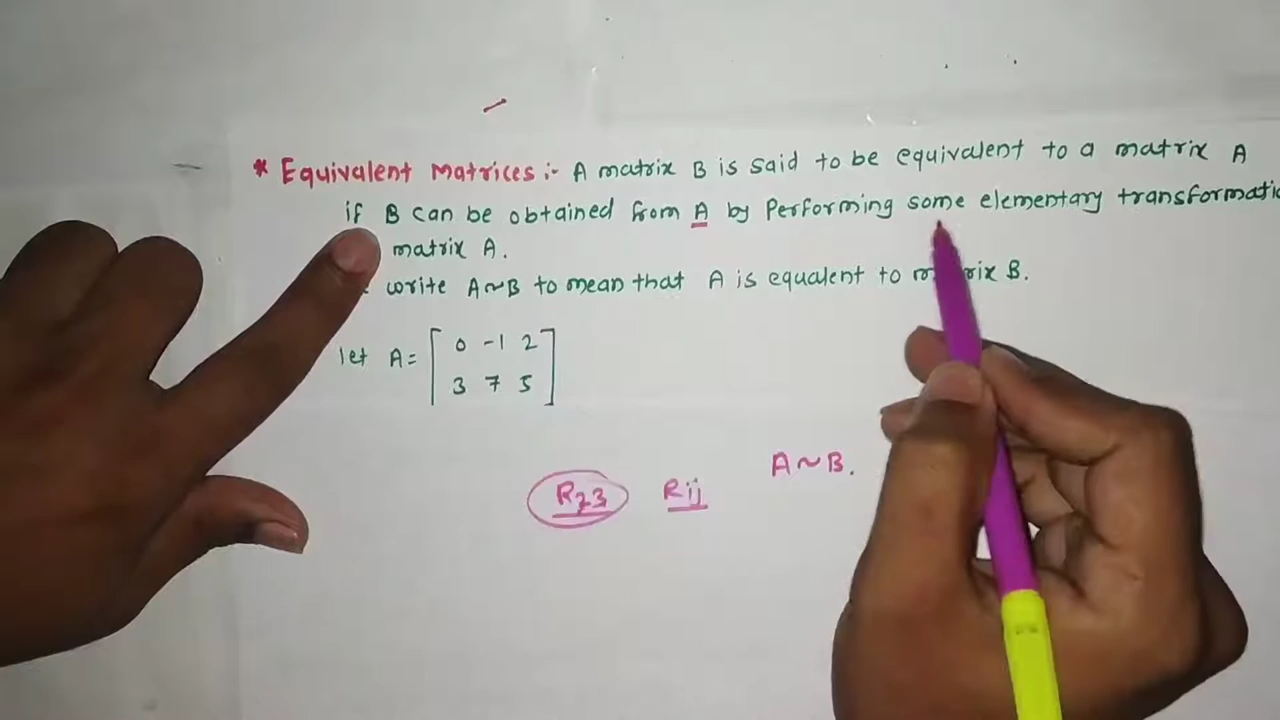 * Equivalent Matrices :- A matrix B is said to be equivalent to a matrix A
if B can be obtained from A by Performing some elementary
matrix A.
write A~B to mean that A is equalent to B.
let A= [ 0 -1 2
3 7 5 ]
A~B.
R23 Rij